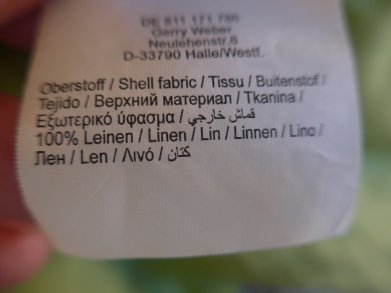 DE 811 171 786
Gerry Weber
Neulehenstr.8
D-33790 Halle/Westf.
Oberstoff / Shell fabric / Tissu / Buitenstof /
Tejido / Верхний материал / Tkanina /
Εξωτερικό ύφασμα / قماش خارجي /
100% Leinen / Linen / Lin / Linnen / Lino /
Лен / Len / Λινό / كتان